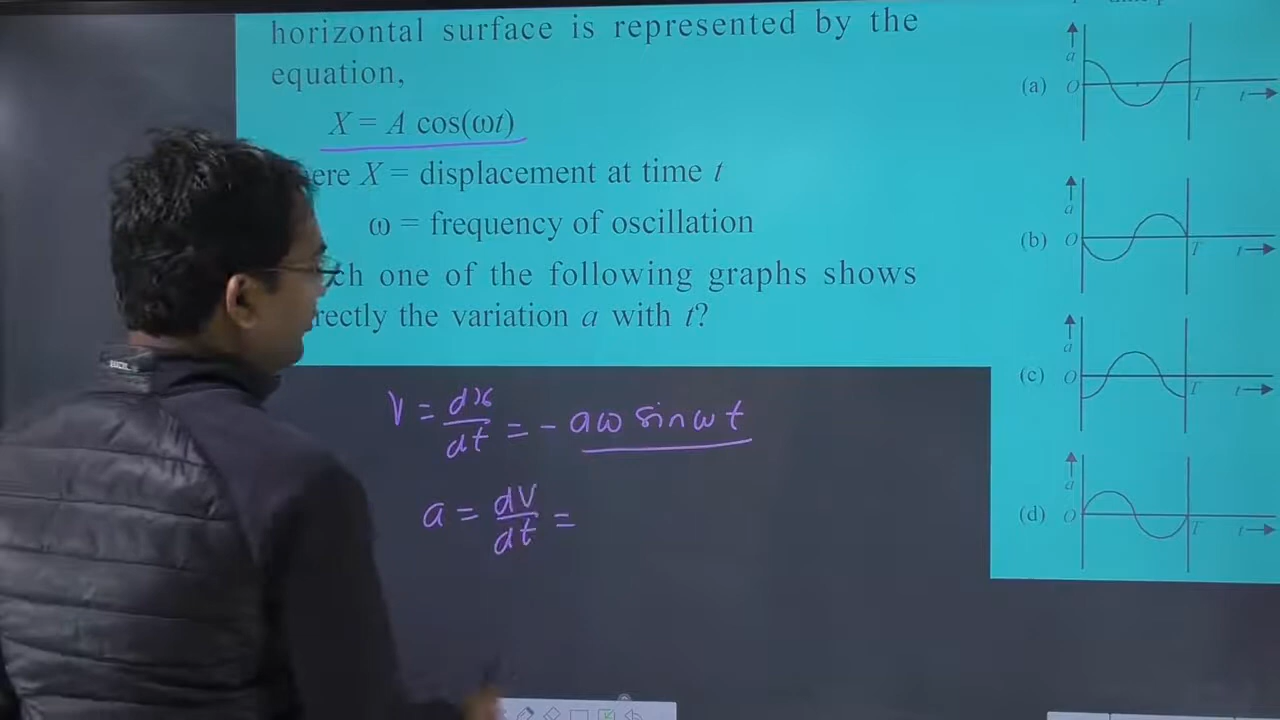 horizontal surface is represented by the
equation,
X = A cos(ωt)
ere X = displacement at time t
ω = frequency of oscillation
ch one of the following graphs shows
rectly the variation a with t?
V = dx/dt = - aω sin ωt
a = dV/dt =
(a) a O T t
(b) a O T t
(c) a O T t
(d) a O T t